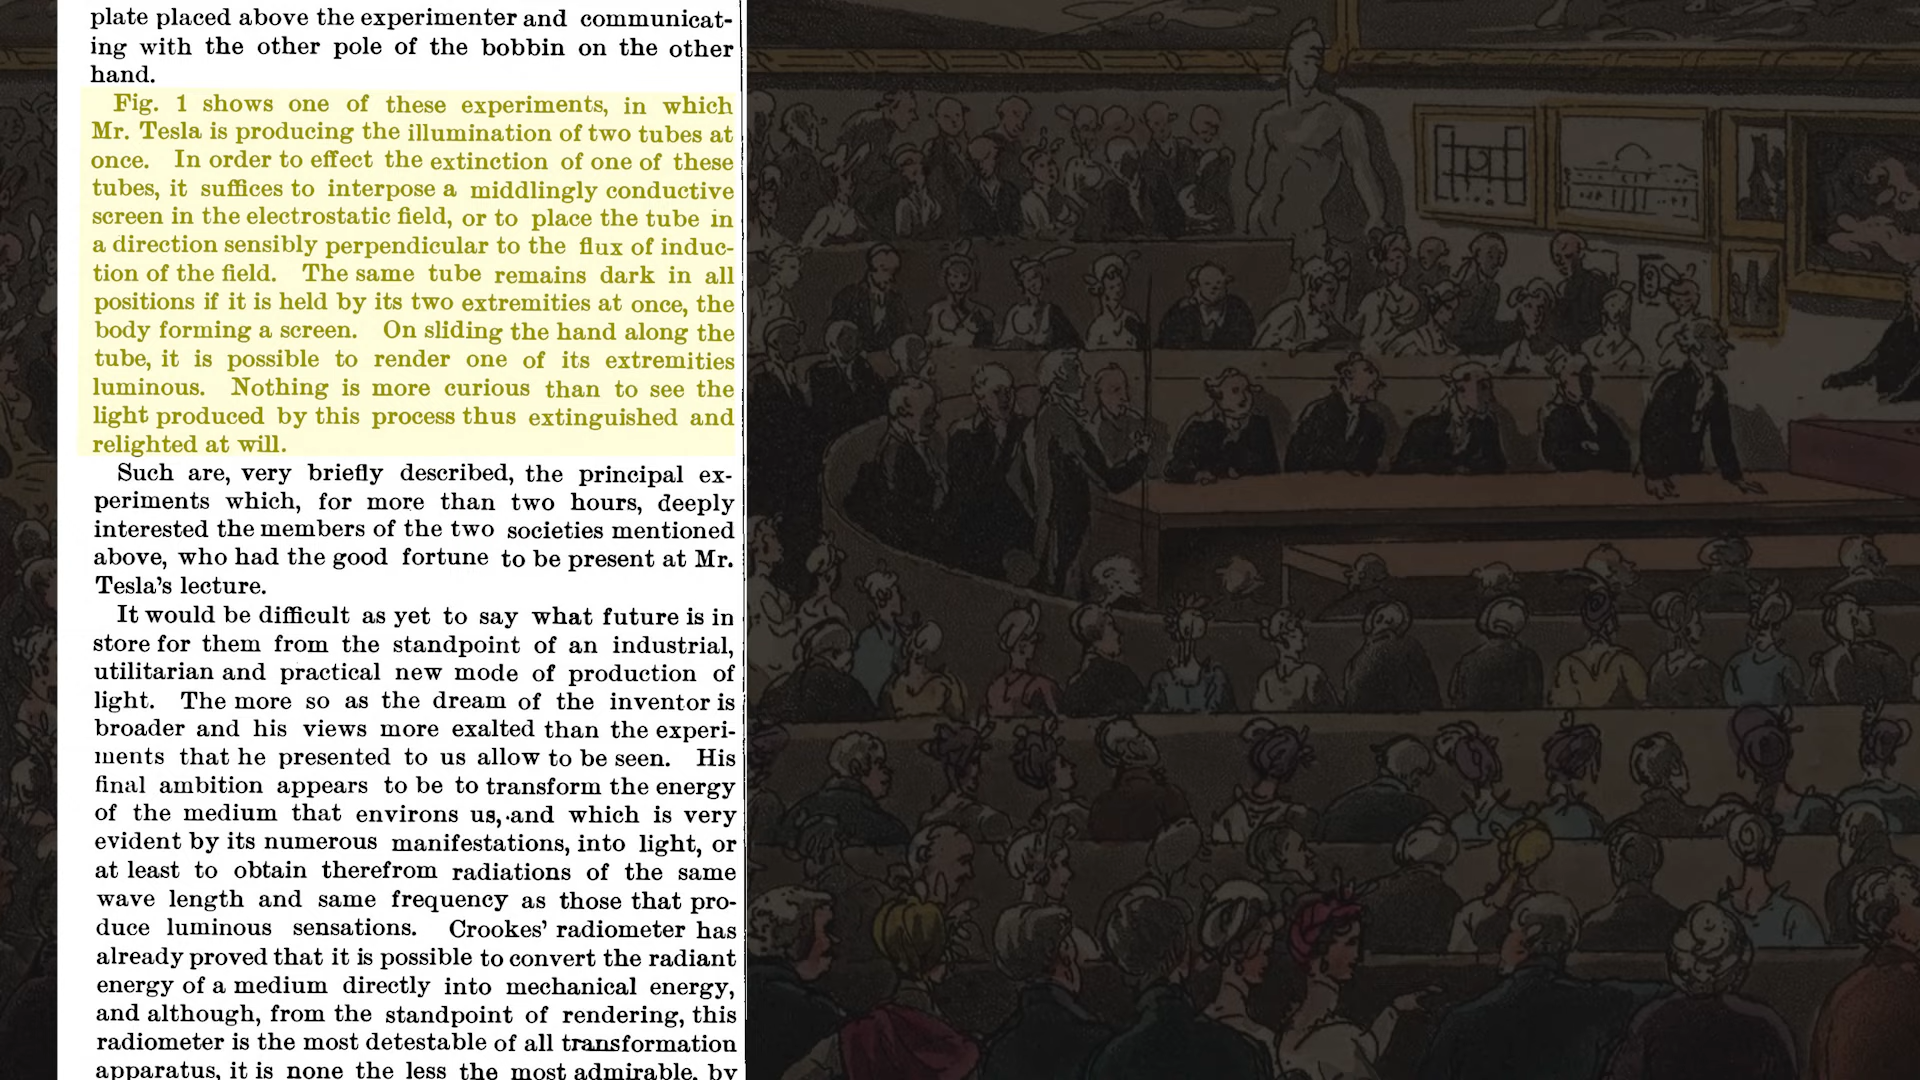 plate placed above the experimenter and communicat-
ing with the other pole of the bobbin on the other
hand.
Fig. 1 shows one of these experiments, in which
Mr. Tesla is producing the illumination of two tubes at
once. In order to effect the extinction of one of these
tubes, it suffices to interpose a middlingly conductive
screen in the electrostatic field, or to place the tube in
a direction sensibly perpendicular to the flux of induc-
tion of the field. The same tube remains dark in all
positions if it is held by its two extremities at once, the
body forming a screen. On sliding the hand along the
tube, it is possible to render one of its extremities
luminous. Nothing is more curious than to see the
light produced by this process thus extinguished and
relighted at will.
Such are, very briefly described, the principal ex-
periments which, for more than two hours, deeply
interested the members of the two societies mentioned
above, who had the good fortune to be present at Mr.
Tesla's lecture.
It would be difficult as yet to say what future is in
store for them from the standpoint of an industrial,
utilitarian and practical new mode of production of
light. The more so as the dream of the inventor is
broader and his views more exalted than the experi-
ments that he presented to us allow to be seen. His
final ambition appears to be to transform the energy
of the medium that environs us, and which is very
evident by its numerous manifestations, into light, or
at least to obtain therefrom radiations of the same
wave length and same frequency as those that pro-
duce luminous sensations. Crookes' radiometer has
already proved that it is possible to convert the radiant
energy of a medium directly into mechanical energy,
and although, from the standpoint of rendering, this
radiometer is the most detestable of all transformation
apparatus, it is none the less the most admirable, by